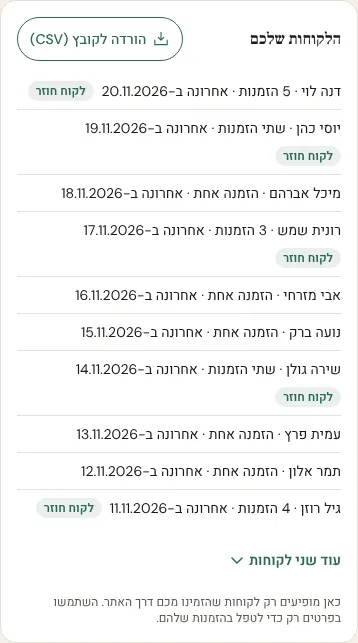 הלקוחות שלכם
הורדה לקובץ (CSV)
דנה לוי · 5 הזמנות · אחרונה ב-20.11.2026 לקוח חוזר
יוסי כהן · שתי הזמנות · אחרונה ב-19.11.2026
לקוח חוזר
מיכל אברהם · הזמנה אחת · אחרונה ב-18.11.2026
רונית שמש · 3 הזמנות · אחרונה ב-17.11.2026
לקוח חוזר
אבי מזרחי · הזמנה אחת · אחרונה ב-16.11.2026
נועה ברק · הזמנה אחת · אחרונה ב-15.11.2026
שירה גולן · שתי הזמנות · אחרונה ב-14.11.2026
לקוח חוזר
עמית פרץ · הזמנה אחת · אחרונה ב-13.11.2026
תמר אלון · הזמנה אחת · אחרונה ב-12.11.2026
גיל רוזן · 4 הזמנות · אחרונה ב-11.11.2026 לקוח חוזר
עוד שני לקוחות
כאן מופיעים רק לקוחות שהזמינו מכם דרך האתר. השתמשו
בפרטים רק כדי לטפל בהזמנות שלהם.